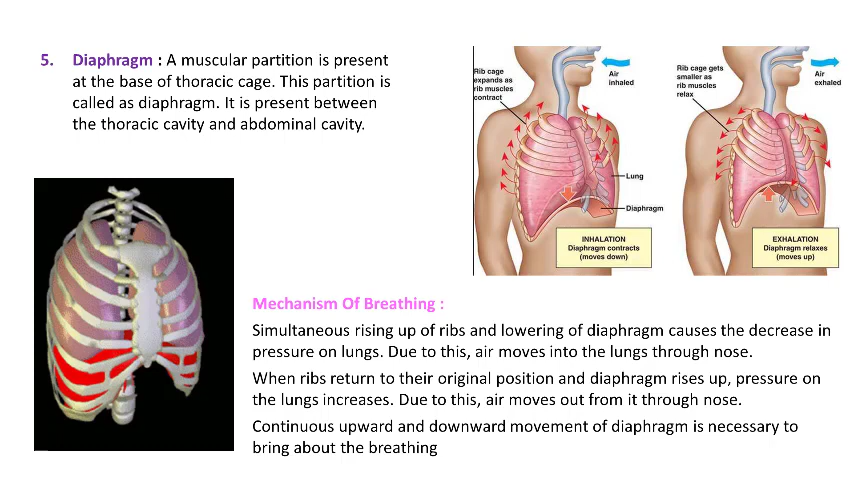 5. Diaphragm : A muscular partition is present
at the base of thoracic cage. This partition is
called as diaphragm. It is present between
the thoracic cavity and abdominal cavity.
Rib cage
expands as
rib muscles
contract
Air
inhaled
Lung
Diaphragm
INHALATION
Diaphragm contracts
(moves down)
Rib cage gets
smaller as
rib muscles
relax
Air
exhaled
EXHALATION
Diaphragm relaxes
(moves up)
Mechanism Of Breathing :
Simultaneous rising up of ribs and lowering of diaphragm causes the decrease in
pressure on lungs. Due to this, air moves into the lungs through nose.
When ribs return to their original position and diaphragm rises up, pressure on
the lungs increases. Due to this, air moves out from it through nose.
Continuous upward and downward movement of diaphragm is necessary to
bring about the breathing